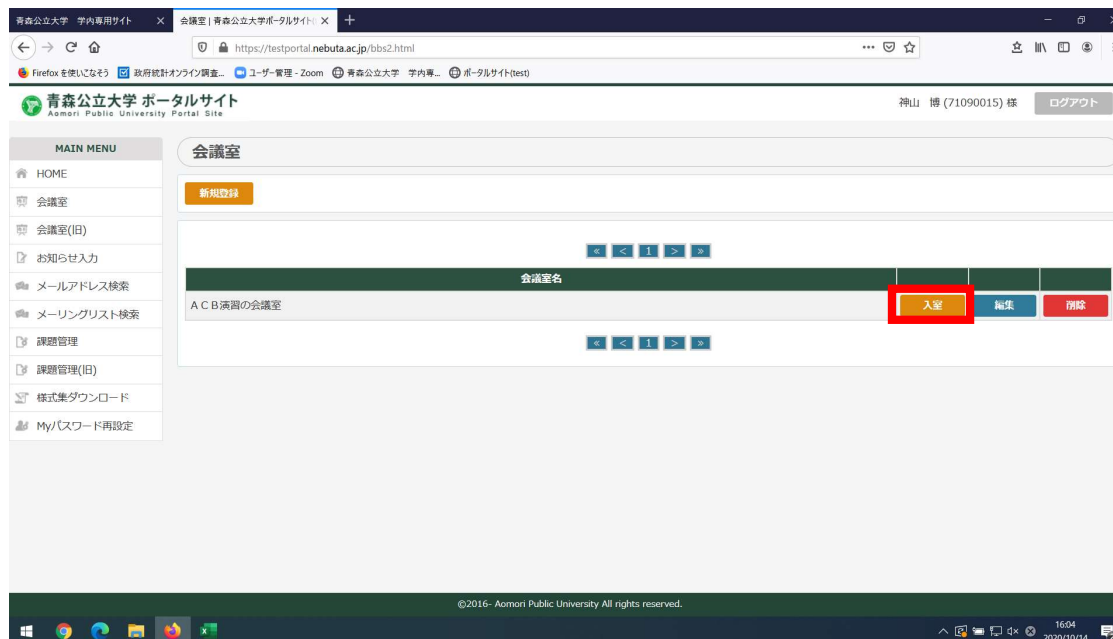 青森公立大学 学内専用サイト
会議室 | 青森公立大学ポータルサイト(
https://testportal.nebuta.ac.jp/bbs2.html
Firefox を使いこなそう 政府統計オンライン調査... ユーザー管理 - Zoom 青森公立大学 学内専... ポータルサイト(test)
青森公立大学 ポータルサイト
Aomori Public University Portal Site
神山 博 (71090015) 様
ログアウト
MAIN MENU
HOME
会議室
会議室(旧)
お知らせ入力
メールアドレス検索
メーリングリスト検索
課題管理
課題管理(旧)
様式集ダウンロード
Myパスワード再設定
会議室
新規登録
« < 1 > »
会議室名
ACB演習の会議室 入室 編集 削除
« < 1 > »
©2016- Aomori Public University All rights reserved.
16:04
2020/10/14